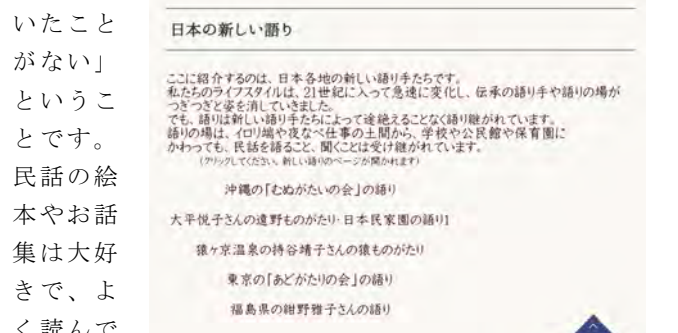 いたこと
がない」
というこ
とです。
民話の絵
本やお話
集は大好
きで、よ
く読んで
日本の新しい語り
ここに紹介するのは、日本各地の新しい語り手たちです。
私たちのライフスタイルは、21世紀に入って急速に変化し、伝承の語り手や語りの場が
つぎつぎと姿を消していきました。
でも、語りは新しい語り手たちによって途絶えることなく語り継がれています。
語りの場は、イロリ端や夜なべ仕事の土間から、学校や公民館や保育園に
かわっても、民話を語ること、聞くことは受け継がれています。
(クリックしてください。新しい語りのページが開かれます)
沖縄の「むぬがたいの会」の語り
大平悦子さんの遠野ものがたり・日本民家園の語り1
猿ヶ京温泉の持谷靖子さんの猿ものがたり
東京の「あどがたりの会」の語り
福島県の紺野雅子さんの語り